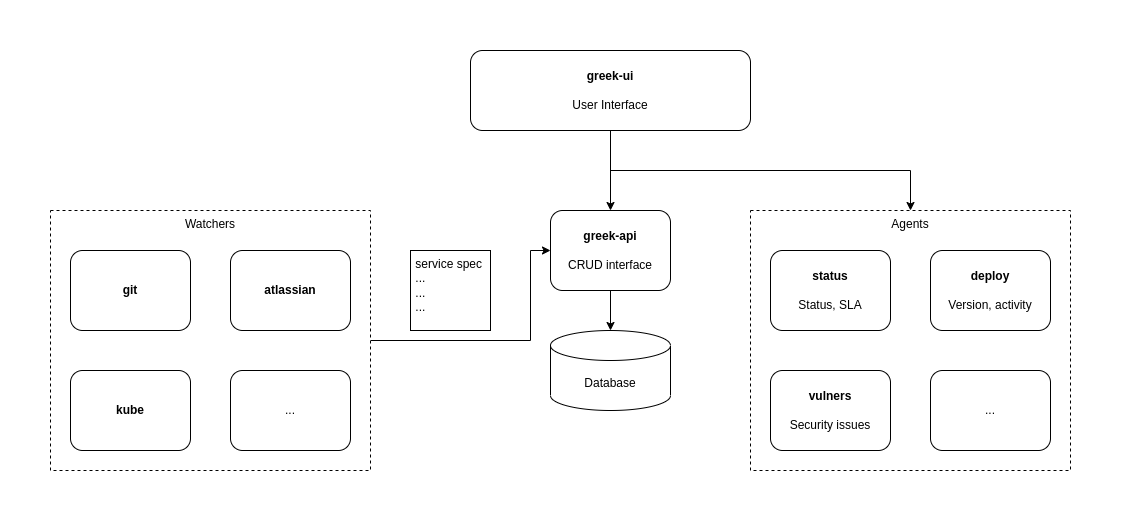 greek-ui
User Interface
Watchers
git
atlassian
kube
...
service spec
...
...
...
greek-api
CRUD interface
Database
Agents
status
Status, SLA
deploy
Version, activity
vulners
Security issues
...